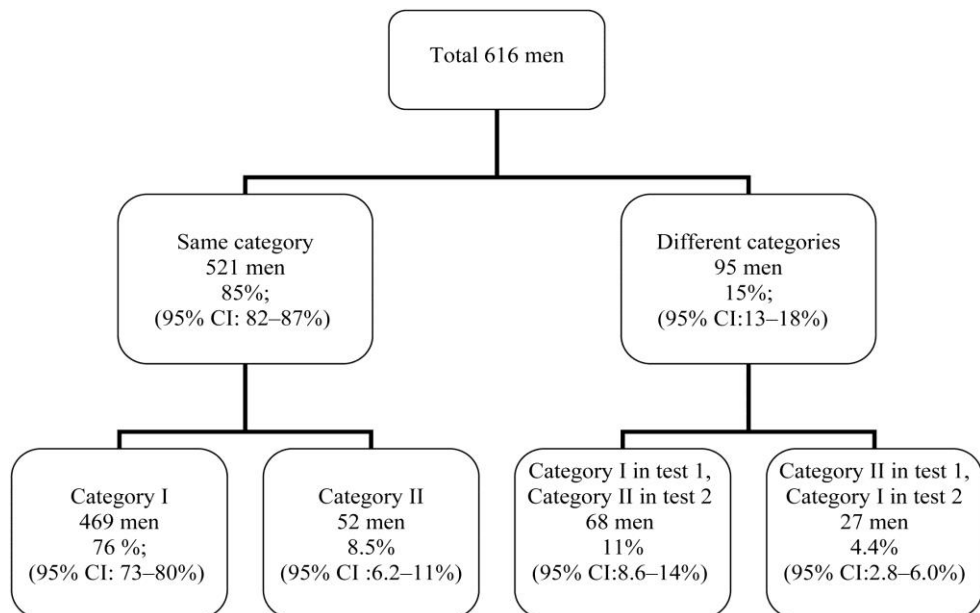 Total 616 men
Same category
521 men
85%;
(95% CI: 82–87%)
Different categories
95 men
15%;
(95% CI:13–18%)
Category I
469 men
76 %;
(95% CI: 73–80%)
Category II
52 men
8.5%
(95% CI :6.2–11%)
Category I in test 1,
Category II in test 2
68 men
11%
(95% CI:8.6–14%)
Category II in test 1,
Category I in test 2
27 men
4.4%
(95% CI:2.8–6.0%)